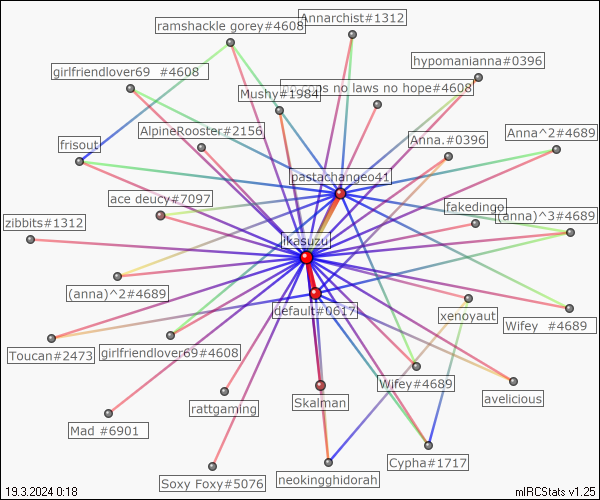 ramshackle gorey#4608
Annarchist#1312
hypomanianna#0396
girlfriendlover69 #4608
Mushy#1984
no laws no hope#4608
AlpineRooster#2156
Anna^2#4689
frisout
Anna.#0396
pastachangeo41
ace deucy#7097
fakedingo
(anna)^3#4689
zibbits#1312
ikasuzu
(anna)^2#4689
default#0617
xenoyaut
Wifey #4689
Toucan#2473
girlfriendlover69#4608
Wifey#4689
avelicious
rattgaming
Skalman
Mad #6901
Cypha#1717
Soxy Foxy#5076
neokingghidorah
19.3.2024 0:18
mIRCStats v1.25